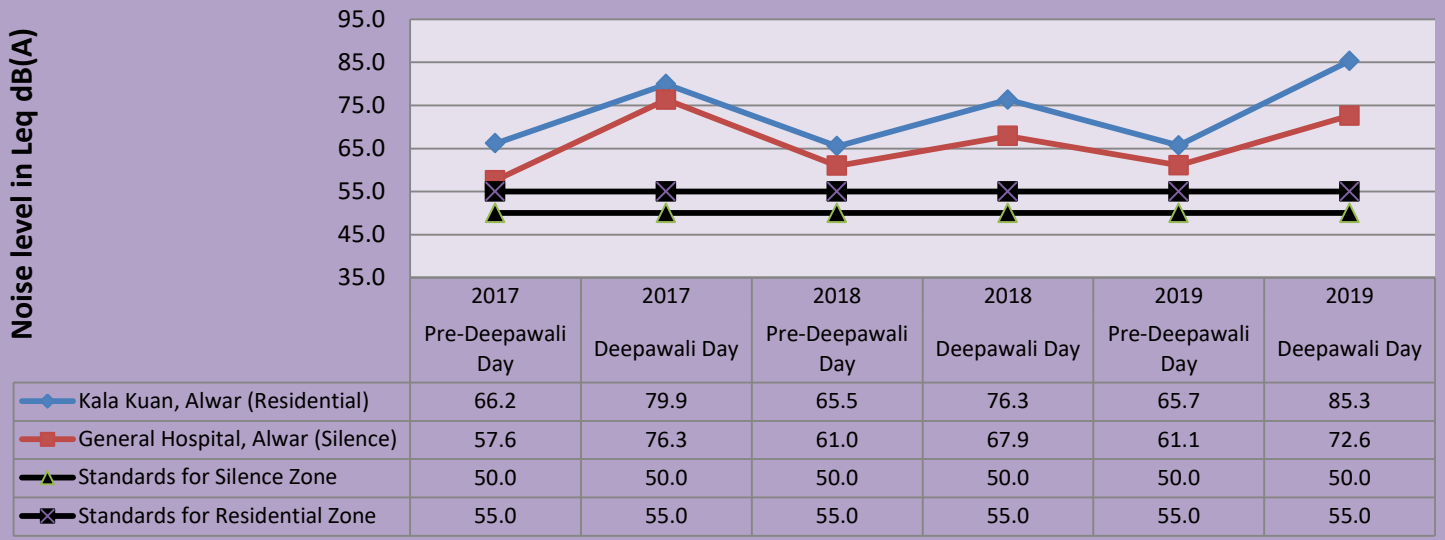 Noise level in Leq dB(A)
95.0
85.0
75.0
65.0
55.0
45.0
35.0
2017 2017 2018 2018 2019 2019
Pre-Deepawali Day Deepawali Day Pre-Deepawali Day Deepawali Day Pre-Deepawali Day Deepawali Day
Kala Kuan, Alwar (Residential) 66.2 79.9 65.5 76.3 65.7 85.3
General Hospital, Alwar (Silence) 57.6 76.3 61.0 67.9 61.1 72.6
Standards for Silence Zone 50.0 50.0 50.0 50.0 50.0 50.0
Standards for Residential Zone 55.0 55.0 55.0 55.0 55.0 55.0